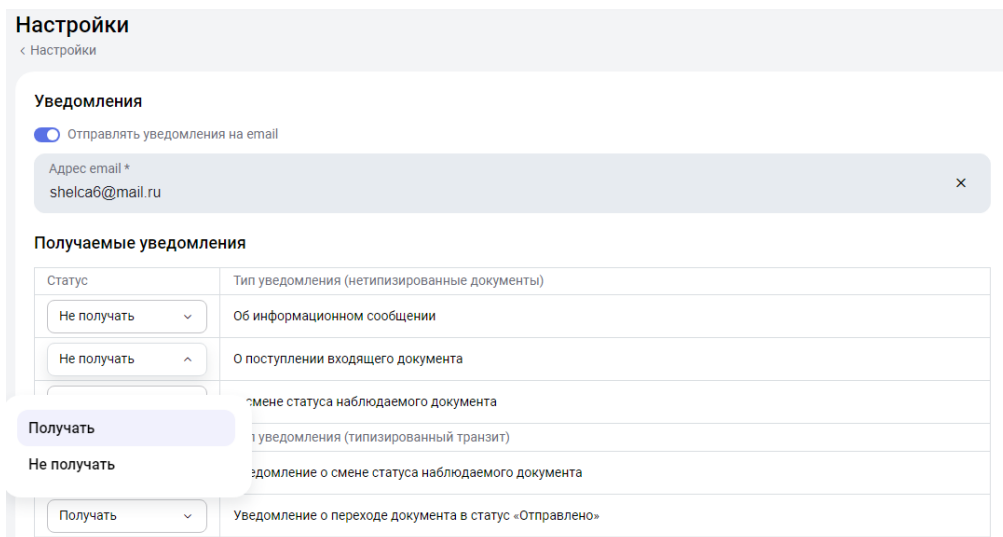 Настройки
‹ Настройки
Уведомления
Отправлять уведомления на email
Адрес email *
shelca6@mail.ru
Получаемые уведомления
Статус Тип уведомления (нетипизированные документы)
Не получать Об информационном сообщении
Не получать О поступлении входящего документа
смене статуса наблюдаемого документа
Получать
уведомления (типизированный транзит)
Не получать
едомление о смене статуса наблюдаемого документа
Получать Уведомление о переходе документа в статус «Отправлено»